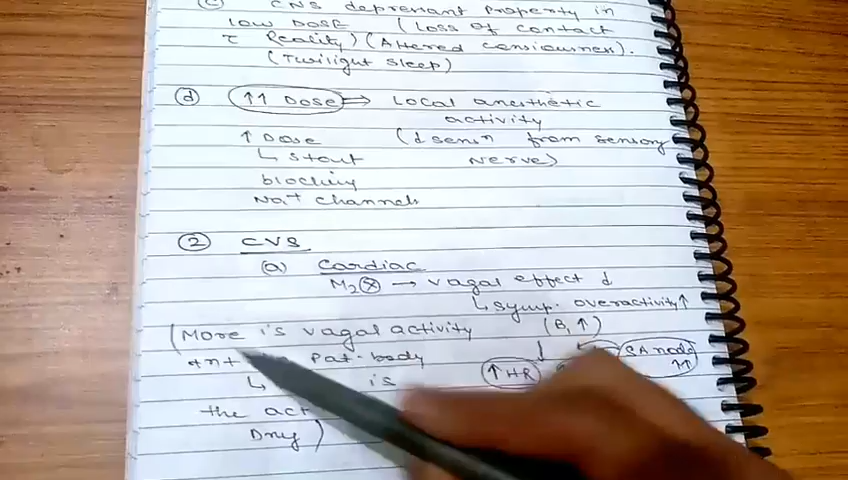 (c) CNS depressant Property in
low DOSE (Loss of contact
c̄ Reality) (Altered consiousness).
(Twilight sleep)
(d) ↑↑ Dose ⇒ Local anesthetic
activity
↑ Dose (↓ sensn from sensory
↳ start nerve)
blocking
Na+ channels
(2) CVS
(a) Cardiac
M2 (x) → vagal effect ↓
↳ symp. overactivity ↑
(More is vagal activity (B1 ↑)
Pat. body ↓ SA node
↳ is ↑ HR ↑↑
the act
Drug)